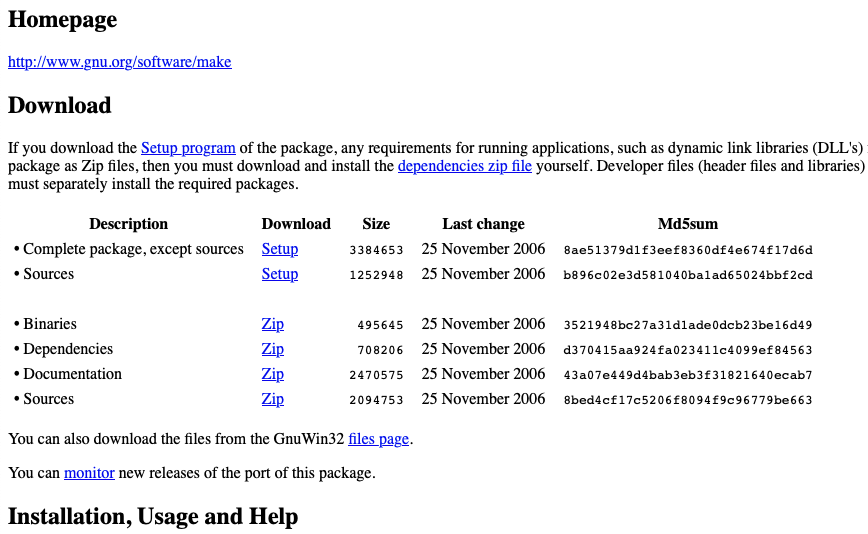 Homepage
http://www.gnu.org/software/make
Download
If you download the Setup program of the package, any requirements for running applications, such as dynamic link libraries (DLL's)
package as Zip files, then you must download and install the dependencies zip file yourself. Developer files (header files and libraries)
must separately install the required packages.
Description Download Size Last change Md5sum
• Complete package, except sources Setup 3384653 25 November 2006 8ae51379d1f3eef8360df4e674f17d6d
• Sources Setup 1252948 25 November 2006 b896c02e3d581040ba1ad65024bbf2cd
• Binaries Zip 495645 25 November 2006 3521948bc27a31d1ade0dcb23be16d49
• Dependencies Zip 708206 25 November 2006 d370415aa924fa023411c4099ef84563
• Documentation Zip 2470575 25 November 2006 43a07e449d4bab3eb3f31821640ecab7
• Sources Zip 2094753 25 November 2006 8bed4cf17c5206f8094f9c96779be663
You can also download the files from the GnuWin32 files page.
You can monitor new releases of the port of this package.
Installation, Usage and Help